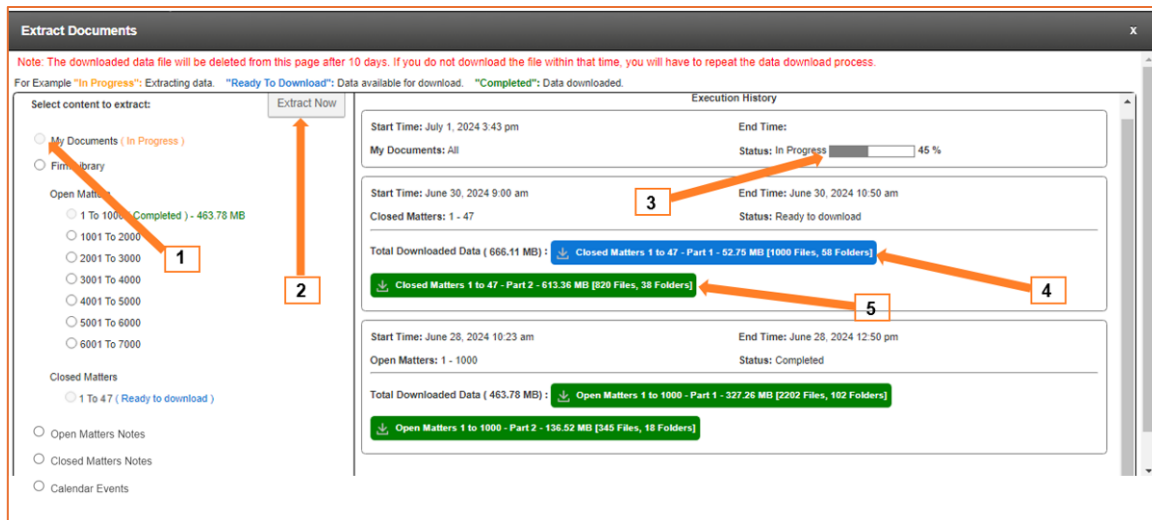 Extract Documents
x
Note: The downloaded data file will be deleted from this page after 10 days. If you do not download the file within that time, you will have to repeat the data download process.
For Example "In Progress": Extracting data. "Ready To Download": Data available for download. "Completed": Data downloaded.
Select content to extract:
Extract Now
My Documents ( In Progress )
Firm Library
Open Matters
1 To 1000 ( Completed ) - 463.78 MB
1001 To 2000
2001 To 3000
3001 To 4000
4001 To 5000
5001 To 6000
6001 To 7000
Closed Matters
1 To 47 ( Ready to download )
Open Matters Notes
Closed Matters Notes
Calendar Events
1
2
Execution History
Start Time: July 1, 2024 3:43 pm
End Time:
My Documents: All
Status: In Progress 45 %
3
Start Time: June 30, 2024 9:00 am
End Time: June 30, 2024 10:50 am
Closed Matters: 1 - 47
Status: Ready to download
Total Downloaded Data ( 666.11 MB) : Closed Matters 1 to 47 - Part 1 - 52.75 MB [1000 Files, 58 Folders]
Closed Matters 1 to 47 - Part 2 - 613.36 MB [820 Files, 38 Folders]
4
5
Start Time: June 28, 2024 10:23 am
End Time: June 28, 2024 12:50 pm
Open Matters: 1 - 1000
Status: Completed
Total Downloaded Data ( 463.78 MB) : Open Matters 1 to 1000 - Part 1 - 327.26 MB [2202 Files, 102 Folders]
Open Matters 1 to 1000 - Part 2 - 136.52 MB [345 Files, 18 Folders]